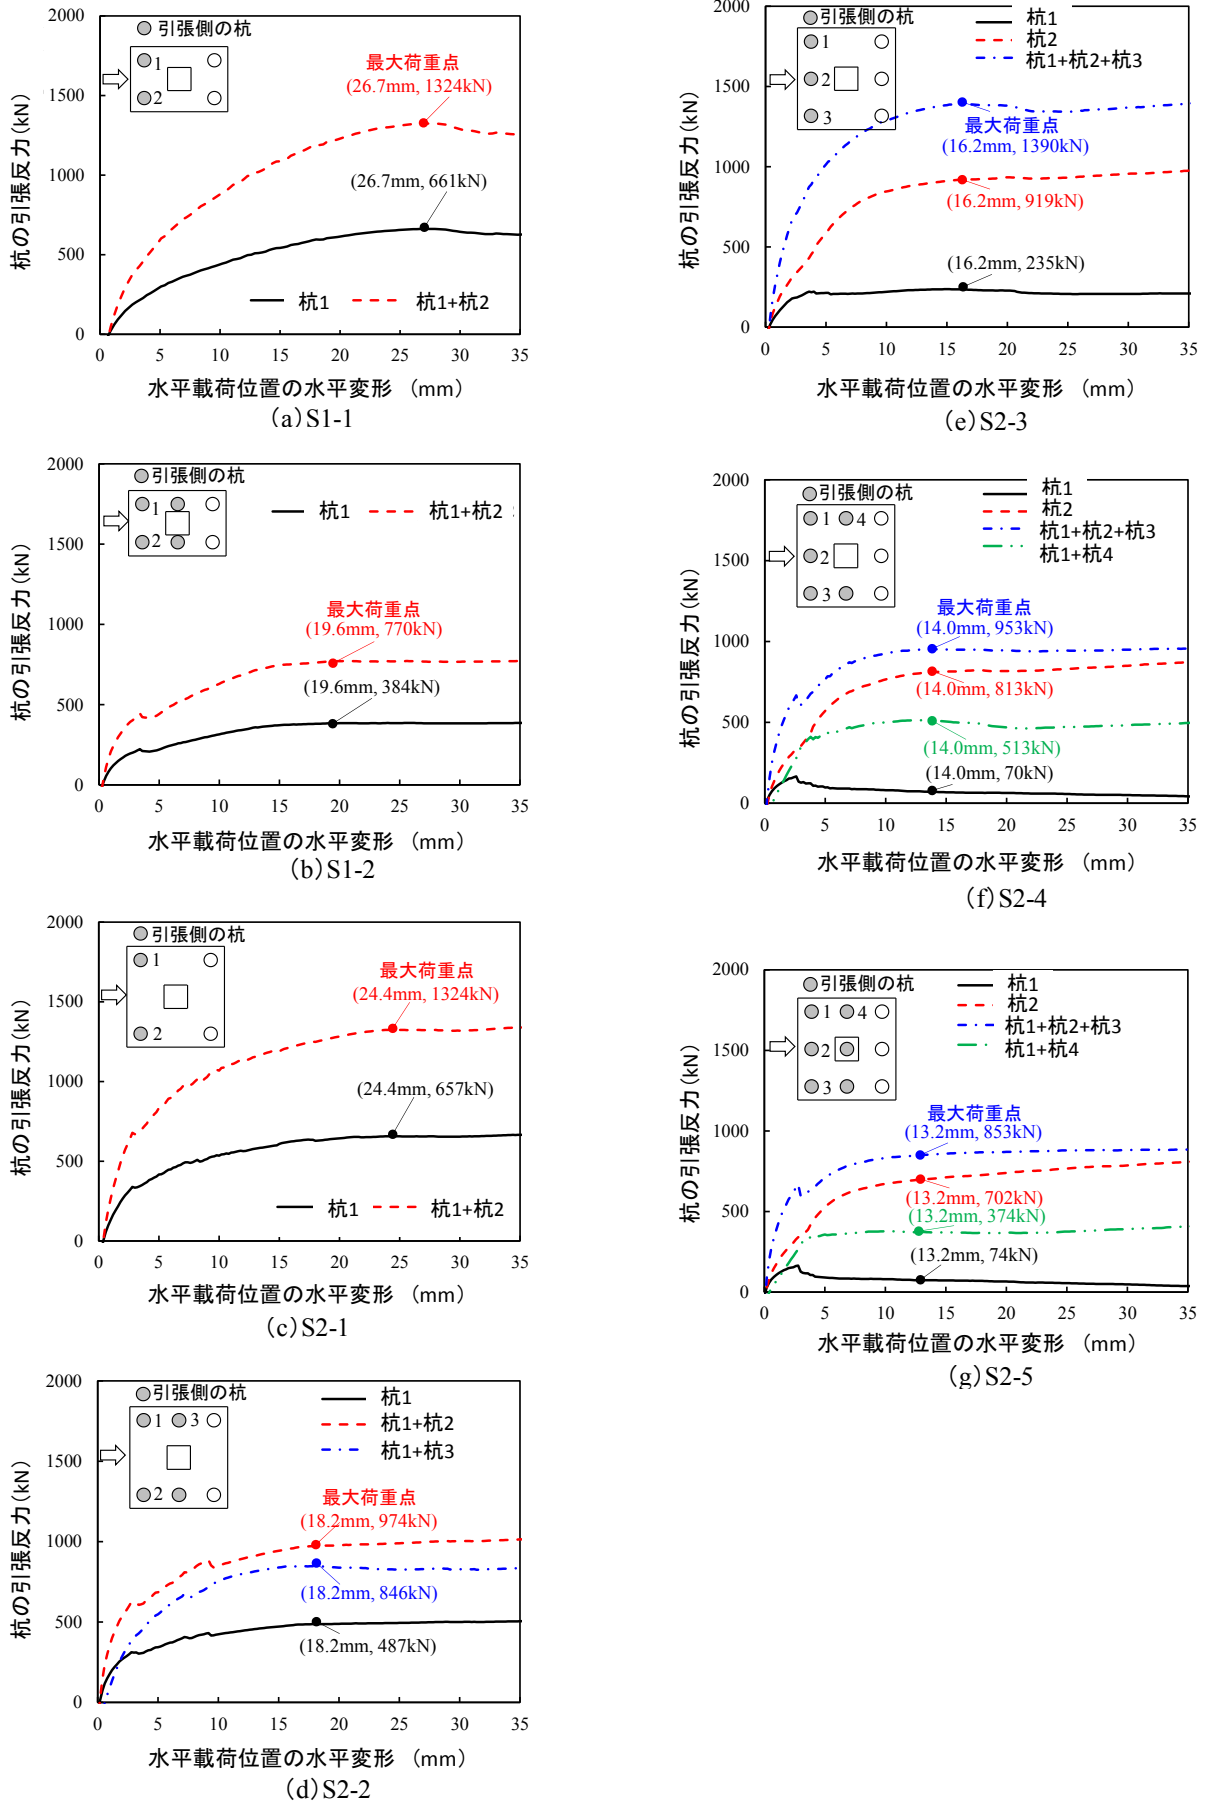 2000
1500
1000
500
0
0 5 10 15 20 25 30 35
杭の引張反力(kN)
引張側の杭
1
2
最大荷重点
(26.7mm, 1324kN)
(26.7mm, 661kN)
杭1 杭1+杭2
水平載荷位置の水平変形 (mm)
(a)S1-1
2000
1500
1000
500
0
0 5 10 15 20 25 30 35
杭の引張反力(kN)
引張側の杭
1
2
杭1 杭1+杭2
最大荷重点
(19.6mm, 770kN)
(19.6mm, 384kN)
水平載荷位置の水平変形 (mm)
(b)S1-2
2000
1500
1000
500
0
0 5 10 15 20 25 30 35
杭の引張反力(kN)
引張側の杭
1
2
最大荷重点
(24.4mm, 1324kN)
(24.4mm, 657kN)
杭1 杭1+杭2
水平載荷位置の水平変形 (mm)
(c)S2-1
2000
1500
1000
500
0
0 5 10 15 20 25 30 35
杭の引張反力(kN)
引張側の杭
1 3
2
杭1
杭1+杭2
杭1+杭3
最大荷重点
(18.2mm, 974kN)
(18.2mm, 846kN)
(18.2mm, 487kN)
水平載荷位置の水平変形 (mm)
(d)S2-2
2000
1500
1000
500
0
0 5 10 15 20 25 30 35
杭の引張反力(kN)
引張側の杭
1
2
3
杭1
杭2
杭1+杭2+杭3
最大荷重点
(16.2mm, 1390kN)
(16.2mm, 919kN)
(16.2mm, 235kN)
水平載荷位置の水平変形 (mm)
(e)S2-3
2000
1500
1000
500
0
0 5 10 15 20 25 30 35
杭の引張反力(kN)
引張側の杭
1 4
2
3
杭1
杭2
杭1+杭2+杭3
杭1+杭4
最大荷重点
(14.0mm, 953kN)
(14.0mm, 813kN)
(14.0mm, 513kN)
(14.0mm, 70kN)
水平載荷位置の水平変形 (mm)
(f)S2-4
2000
1500
1000
500
0
0 5 10 15 20 25 30 35
杭の引張反力(kN)
引張側の杭
1 4
2
3
杭1
杭2
杭1+杭2+杭3
杭1+杭4
最大荷重点
(13.2mm, 853kN)
(13.2mm, 702kN)
(13.2mm, 374kN)
(13.2mm, 74kN)
水平載荷位置の水平変形 (mm)
(g)S2-5